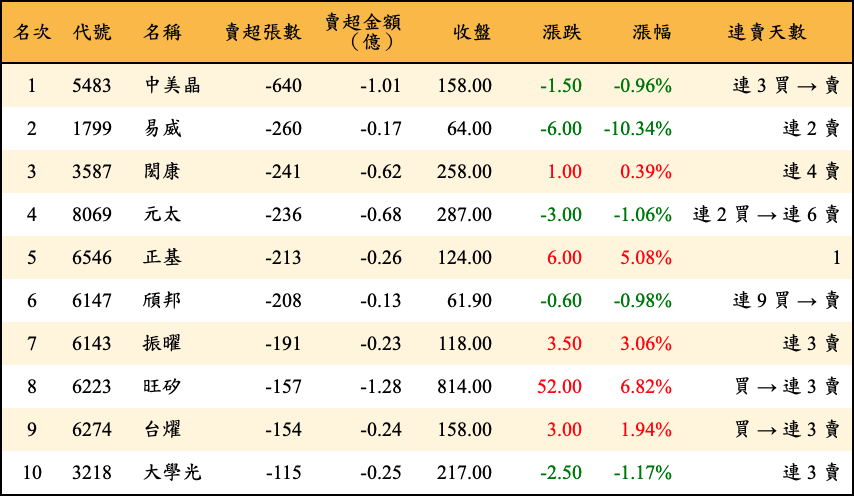 名次 代號 名稱 賣超張數 賣超金額（億） 收盤 漲跌 漲幅 連賣天數
1 5483 中美晶 -640 -1.01 158.00 -1.50 -0.96% 連 3 買 → 賣
2 1799 易威 -260 -0.17 64.00 -6.00 -10.34% 連 2 賣
3 3587 閎康 -241 -0.62 258.00 1.00 0.39% 連 4 賣
4 8069 元太 -236 -0.68 287.00 -3.00 -1.06% 連 2 買 → 連 6 賣
5 6546 正基 -213 -0.26 124.00 6.00 5.08% 1
6 6147 頎邦 -208 -0.13 61.90 -0.60 -0.98% 連 9 買 → 賣
7 6143 振曜 -191 -0.23 118.00 3.50 3.06% 連 3 賣
8 6223 旺矽 -157 -1.28 814.00 52.00 6.82% 買 → 連 3 賣
9 6274 台燿 -154 -0.24 158.00 3.00 1.94% 買 → 連 3 賣
10 3218 大學光 -115 -0.25 217.00 -2.50 -1.17% 連 3 賣